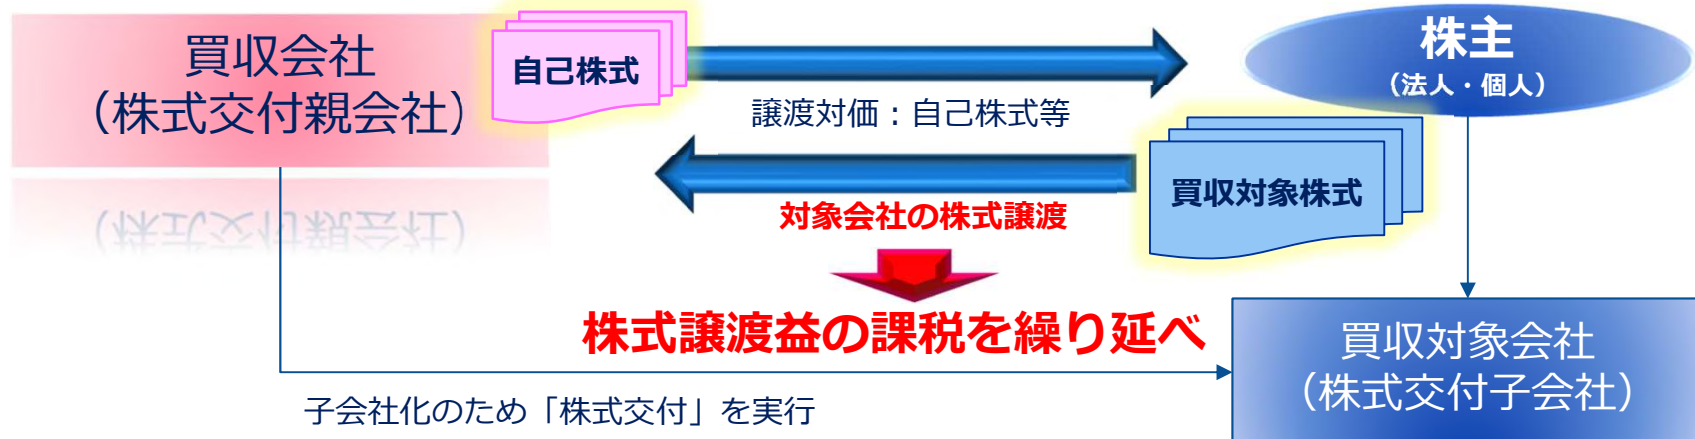 買収会社
（株式交付親会社）
自己株式
譲渡対価：自己株式等
株主
（法人・個人）
買収対象株式
対象会社の株式譲渡
株式譲渡益の課税を繰り延べ
子会社化のため「株式交付」を実行
買収対象会社
（株式交付子会社）